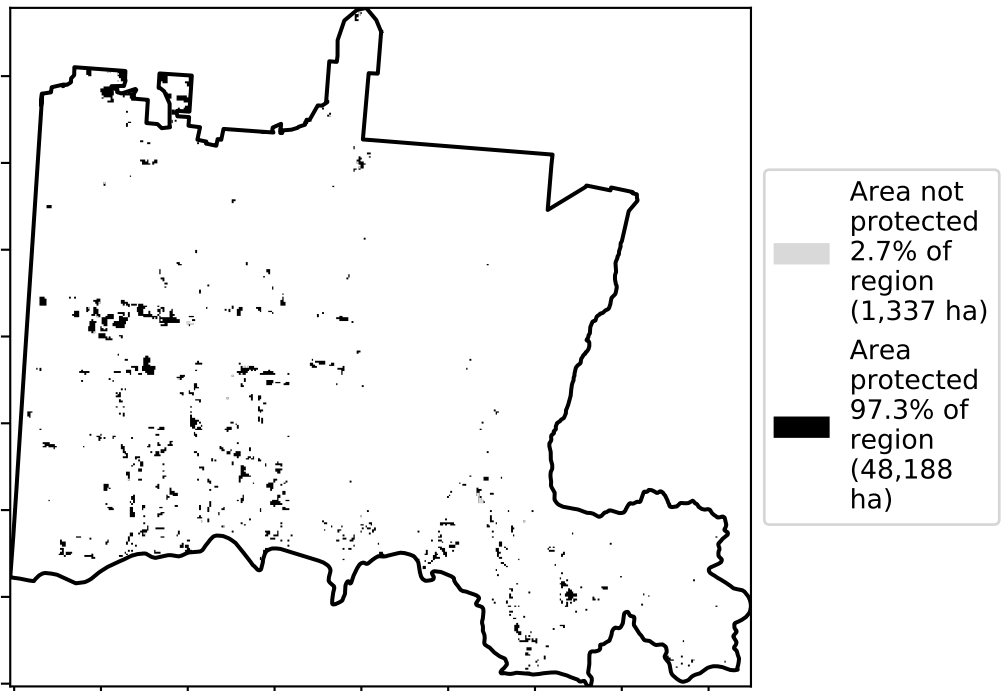 Area not
protected
2.7% of
region
(1,337 ha)
Area
protected
97.3% of
region
(48,188
ha)